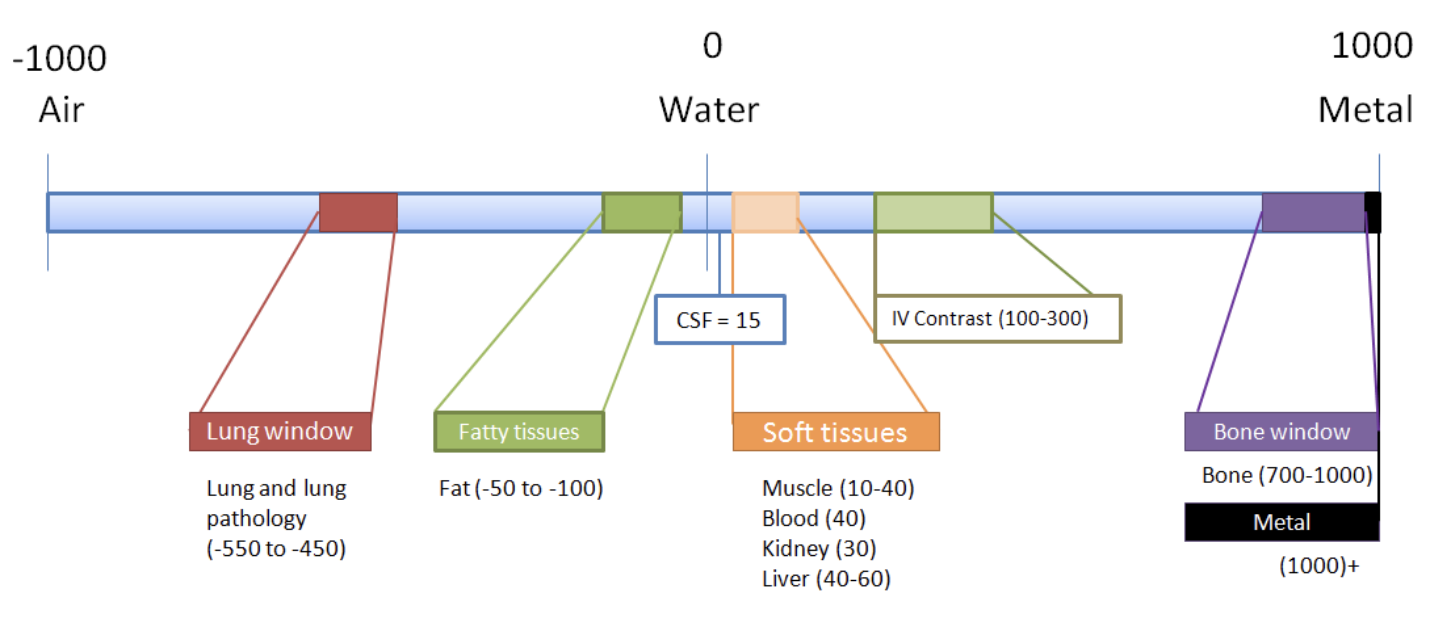 -1000
0
1000
Air
Water
Metal
CSF = 15
IV Contrast (100-300)
Lung window
Lung and lung
pathology
(-550 to -450)
Fatty tissues
Fat (-50 to -100)
Soft tissues
Muscle (10-40)
Blood (40)
Kidney (30)
Liver (40-60)
Bone window
Bone (700-1000)
Metal
(1000)+